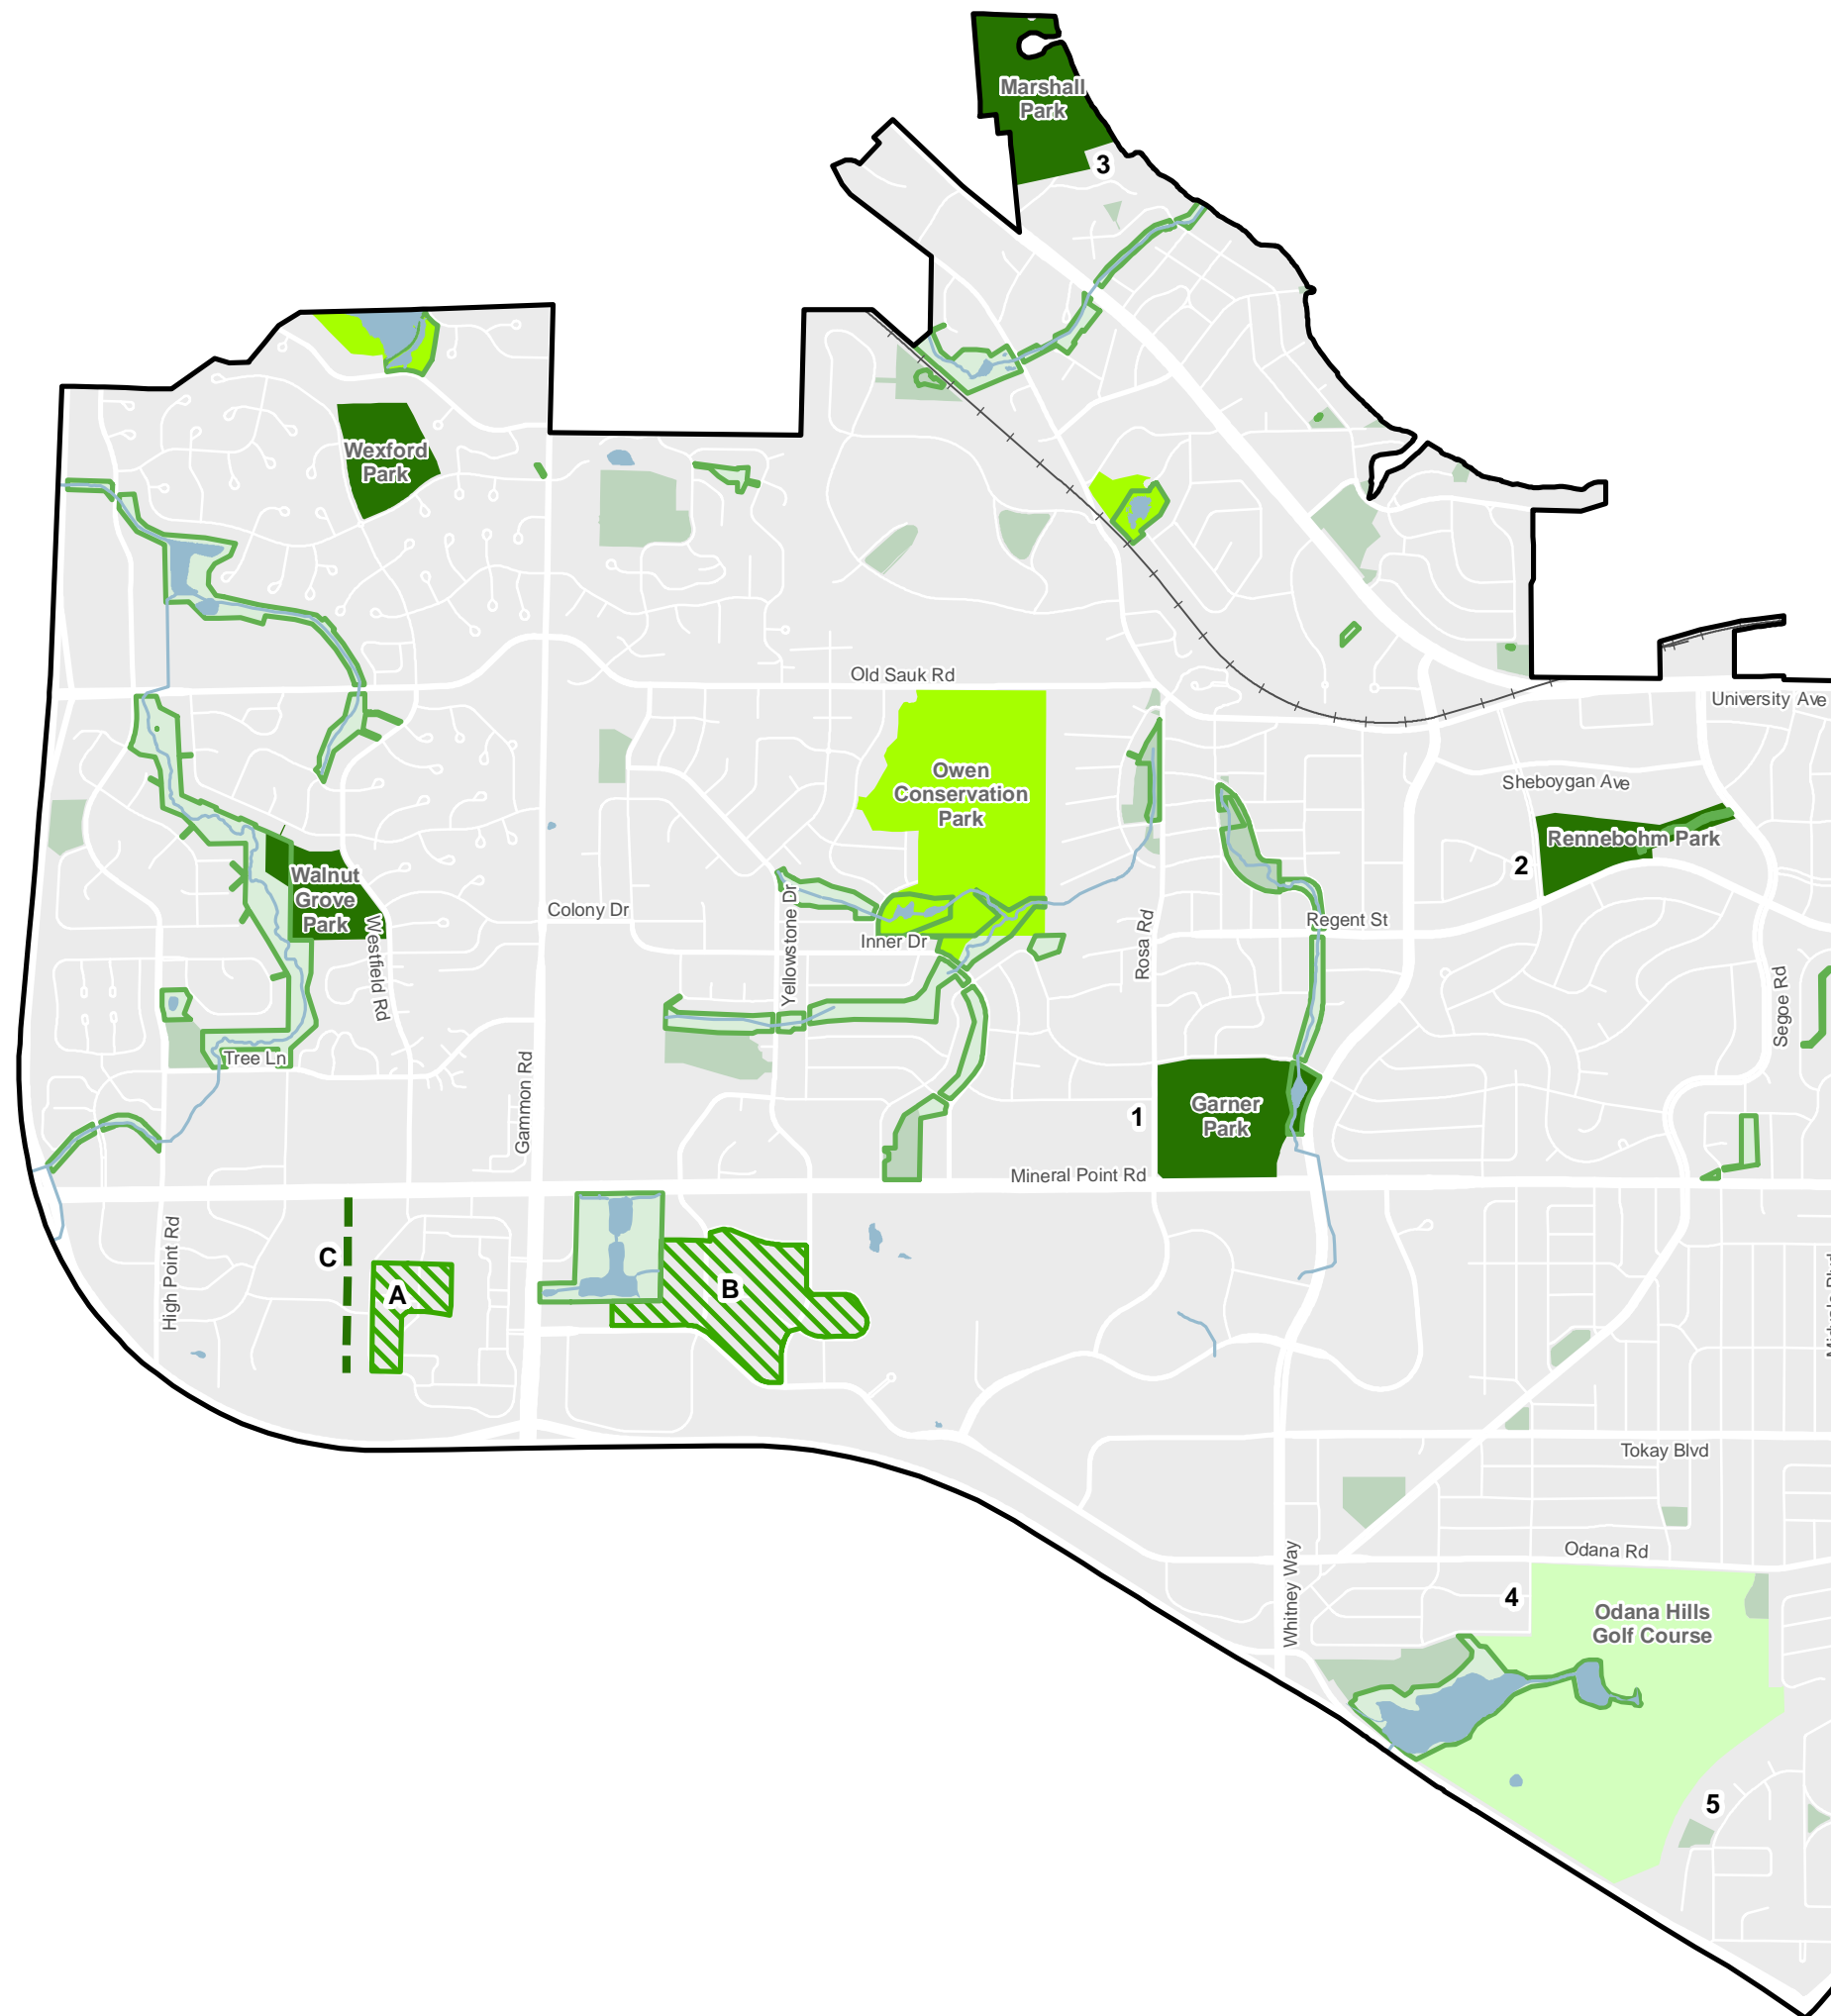 Marshall
Park
3
Wexford
Park
Old Sauk Rd
University Ave
Owen
Conservation
Park
Sheboygan Ave
Rennebohm Park
2
Walnut
Grove
Park
Colony Dr
Yellowstone Dr
Inner Dr
Rosa Rd
Regent St
Westfield Rd
Segoe Rd
Tree Ln
Gammon Rd
1
Garner
Park
Mineral Point Rd
High Point Rd
C
A
B
Tokay Blvd
Whitney Way
Odana Rd
4
Odana Hills
Golf Course
5